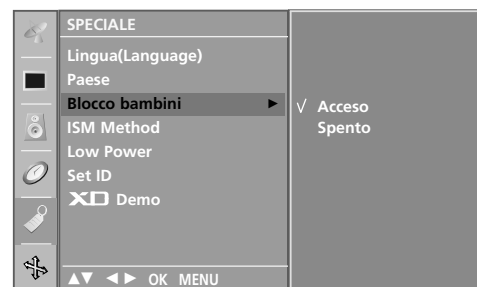 SPECIALE
Lingua(Language)
Paese
Blocco bambini ►
ISM Method
Low Power
Set ID
XD Demo
√ Acceso
Spento
▲▼ ◄► OK MENU